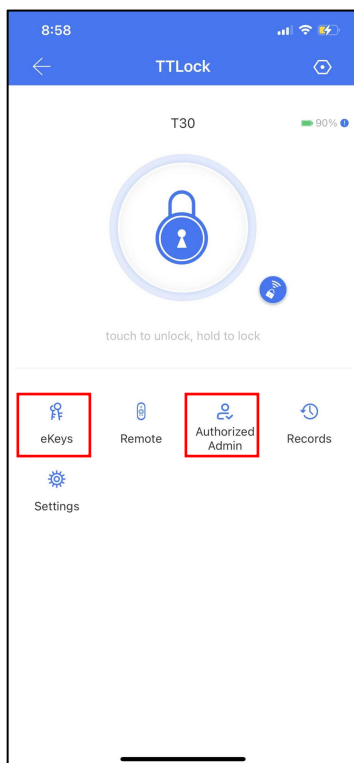 8:58
TTLock
T30
90%
touch to unlock, hold to lock
eKeys
Remote
Authorized
Admin
Records
Settings